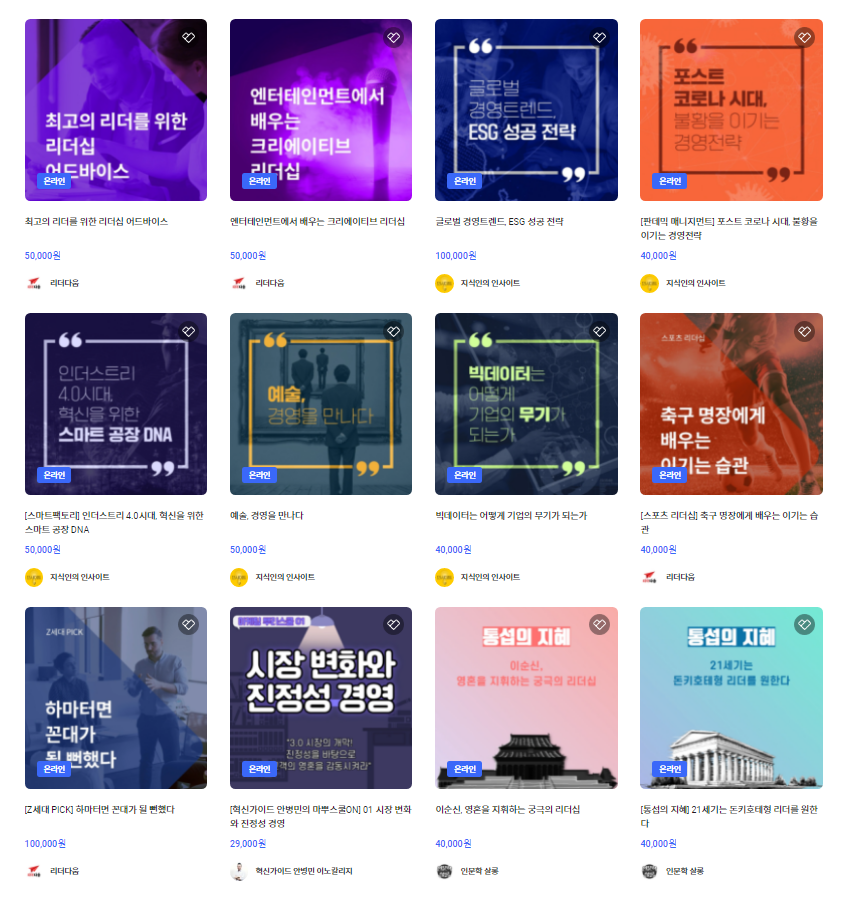 최고의 리더를 위한
리더십
어드바이스
온라인
최고의 리더를 위한 리더십 어드바이스
50,000원
리더다움
엔터테인먼트에서
배우는
크리에이티브
리더십
온라인
엔터테인먼트에서 배우는 크리에이티브 리더십
50,000원
리더다움
글로벌
경영트렌드,
ESG 성공 전략
온라인
글로벌 경영트렌드, ESG 성공 전략
100,000원
지식인의 인사이트
포스트
코로나 시대,
불황을 이기는
경영전략
온라인
[판데믹 매니지먼트] 포스트 코로나 시대, 불황을
이기는 경영전략
40,000원
지식인의 인사이트
인더스트리
4.0시대,
혁신을 위한
스마트 공장 DNA
온라인
[스마트팩토리] 인더스트리 4.0시대, 혁신을 위한
스마트 공장 DNA
50,000원
지식인의 인사이트
예술,
경영을 만나다
온라인
예술, 경영을 만나다
50,000원
지식인의 인사이트
빅데이터는
어떻게
기업의 무기가
되는가
온라인
빅데이터는 어떻게 기업의 무기가 되는가
40,000원
지식인의 인사이트
스포츠 리더십
축구 명장에게
배우는
이기는 습관
온라인
[스포츠 리더십] 축구 명장에게 배우는 이기는 습
관
40,000원
리더다움
Z세대 PICK
하마터면
꼰대가
될 뻔했다
온라인
[Z세대 PICK] 하마터면 꼰대가 될 뻔했다
100,000원
리더다움
시장 변화와
진정성 경영
"3.0 시장의 개막!
진정성을 바탕으로
객의 영혼을 감동시켜라"
온라인
[혁신가이드 안병민의 마뿌스쿨ON] 01 시장 변화
와 진정성 경영
29,000원
혁신가이드 안병민 이노칼리지
통섭의 지혜
이순신,
영혼을 지휘하는 궁극의 리더십
온라인
이순신, 영혼을 지휘하는 궁극의 리더십
40,000원
인문학 살롱
통섭의 지혜
21세기는
돈키호테형 리더를 원한다
온라인
[통섭의 지혜] 21세기는 돈키호테형 리더를 원한
다
40,000원
인문학 살롱